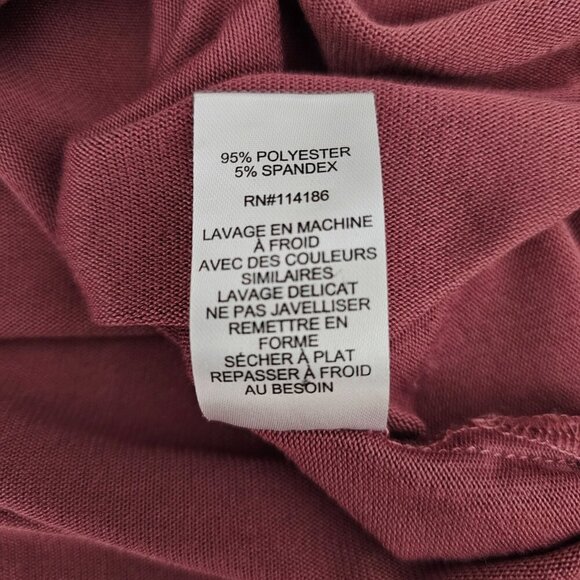 95% POLYESTER
5% SPANDEX
RN#114186
LAVAGE EN MACHINE
À FROID
AVEC DES COULEURS
SIMILAIRES
LAVAGE DELICAT
NE PAS JAVELLISER
REMETTRE EN
FORME
SÉCHER À PLAT
REPASSER À FROID
AU BESOIN